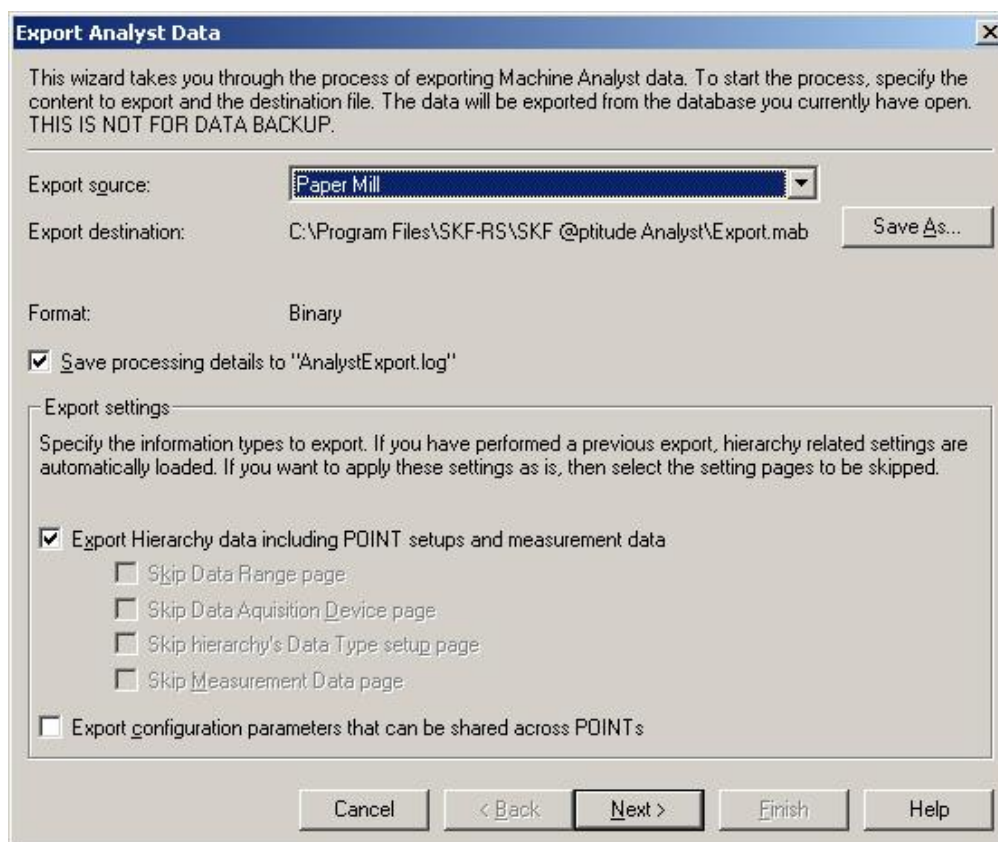 Export Analyst Data
This wizard takes you through the process of exporting Machine Analyst data. To start the process, specify the
content to export and the destination file. The data will be exported from the database you currently have open.
THIS IS NOT FOR DATA BACKUP.
Export source:
Paper Mill
Export destination:
C:\Program Files\SKF-RS\SKF @ptitude Analyst\Export.mab
Save As...
Format:
Binary
Save processing details to "AnalystExport.log"
Export settings
Specify the information types to export. If you have performed a previous export, hierarchy related settings are
automatically loaded. If you want to apply these settings as is, then select the setting pages to be skipped.
Export Hierarchy data including POINT setups and measurement data
Skip Data Range page
Skip Data Aquisition Device page
Skip hierarchy's Data Type setup page
Skip Measurement Data page
Export configuration parameters that can be shared across POINTs
Cancel
< Back
Next >
Finish
Help